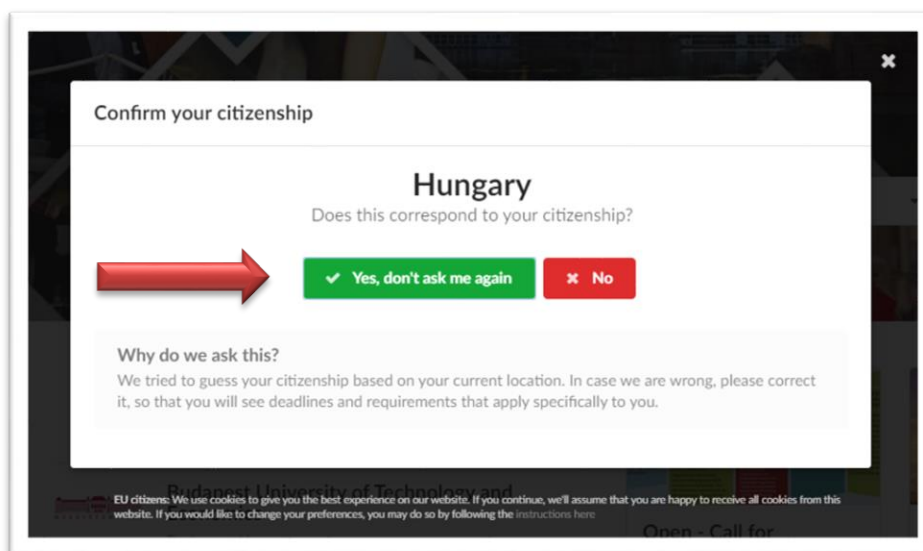 Confirm your citizenship
Hungary
Does this correspond to your citizenship?
Yes, don't ask me again
No
Why do we ask this?
We tried to guess your citizenship based on your current location. In case we are wrong, please correct
it, so that you will see deadlines and requirements that apply specifically to you.
Budapest University of Technology and
EU citizens: We use cookies to give you the best experience on our website. If you continue, we'll assume that you are happy to receive all cookies from this
website. If you would like to change your preferences, you may do so by following the instructions here
Open - Call for